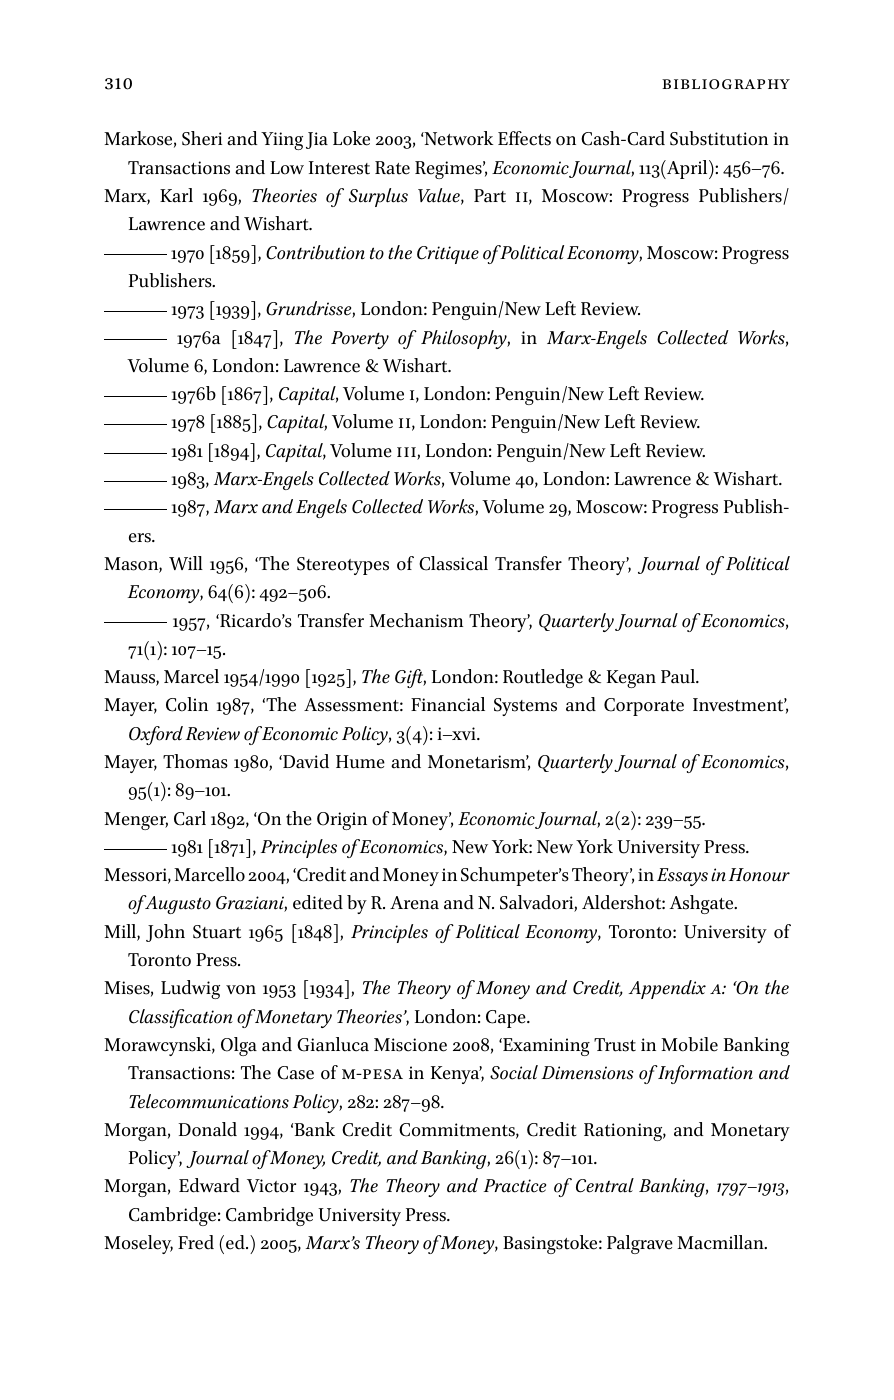 310 BIBLIOGRAPHY
Markose, Sheri and Yiing Jia Loke 2003, ‘Network Effects on Cash-Card Substitution in
Transactions and Low Interest Rate Regimes’, Economic Journal, 113(April): 456–76.
Marx, Karl 1969, Theories of Surplus Value, Part II, Moscow: Progress Publishers/
Lawrence and Wishart.
——— 1970 [1859], Contribution to the Critique of Political Economy, Moscow: Progress
Publishers.
——— 1973 [1939], Grundrisse, London: Penguin/New Left Review.
——— 1976a [1847], The Poverty of Philosophy, in Marx-Engels Collected Works,
Volume 6, London: Lawrence & Wishart.
——— 1976b [1867], Capital, Volume I, London: Penguin/New Left Review.
——— 1978 [1885], Capital, Volume II, London: Penguin/New Left Review.
——— 1981 [1894], Capital, Volume III, London: Penguin/New Left Review.
——— 1983, Marx-Engels Collected Works, Volume 40, London: Lawrence & Wishart.
——— 1987, Marx and Engels Collected Works, Volume 29, Moscow: Progress Publish-
ers.
Mason, Will 1956, ‘The Stereotypes of Classical Transfer Theory’, Journal of Political
Economy, 64(6): 492–506.
——— 1957, ‘Ricardo’s Transfer Mechanism Theory’, Quarterly Journal of Economics,
71(1): 107–15.
Mauss, Marcel 1954/1990 [1925], The Gift, London: Routledge & Kegan Paul.
Mayer, Colin 1987, ‘The Assessment: Financial Systems and Corporate Investment’,
Oxford Review of Economic Policy, 3(4): i–xvi.
Mayer, Thomas 1980, ‘David Hume and Monetarism’, Quarterly Journal of Economics,
95(1): 89–101.
Menger, Carl 1892, ‘On the Origin of Money’, Economic Journal, 2(2): 239–55.
——— 1981 [1871], Principles of Economics, New York: New York University Press.
Messori, Marcello 2004, ‘Credit and Money in Schumpeter’s Theory’, in Essays in Honour
of Augusto Graziani, edited by R. Arena and N. Salvadori, Aldershot: Ashgate.
Mill, John Stuart 1965 [1848], Principles of Political Economy, Toronto: University of
Toronto Press.
Mises, Ludwig von 1953 [1934], The Theory of Money and Credit, Appendix A: ‘On the
Classification of Monetary Theories’, London: Cape.
Morawcynski, Olga and Gianluca Miscione 2008, ‘Examining Trust in Mobile Banking
Transactions: The Case of M-PESA in Kenya’, Social Dimensions of Information and
Telecommunications Policy, 282: 287–98.
Morgan, Donald 1994, ‘Bank Credit Commitments, Credit Rationing, and Monetary
Policy’, Journal of Money, Credit, and Banking, 26(1): 87–101.
Morgan, Edward Victor 1943, The Theory and Practice of Central Banking, 1797–1913,
Cambridge: Cambridge University Press.
Moseley, Fred (ed.) 2005, Marx’s Theory of Money, Basingstoke: Palgrave Macmillan.